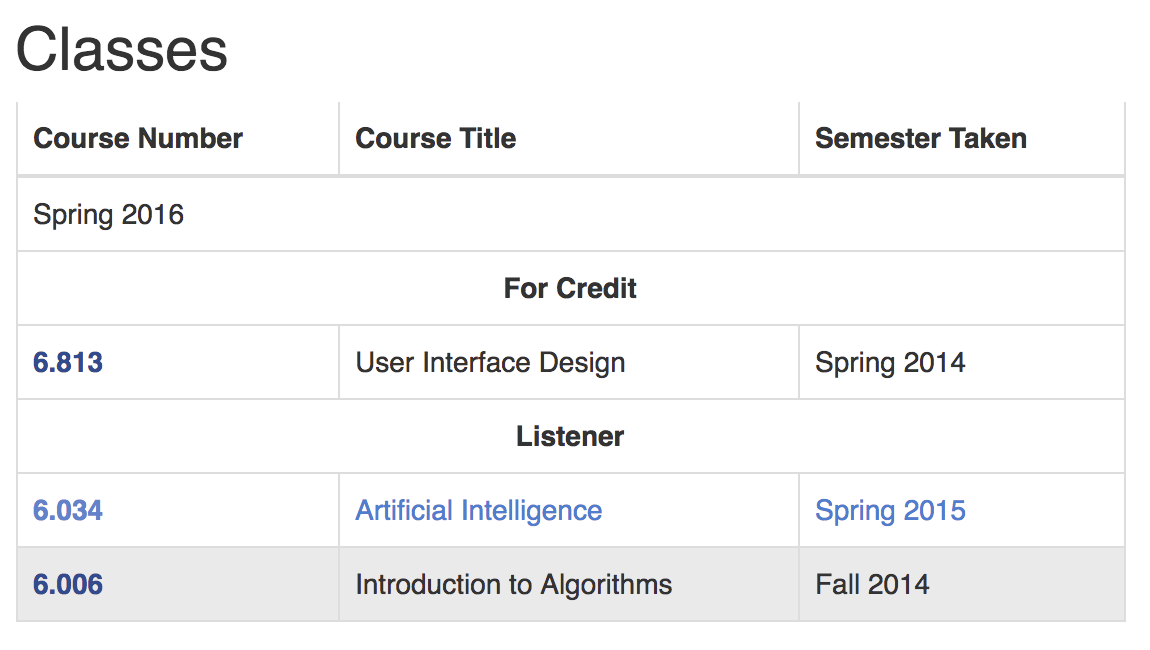 Classes
Course Number Course Title Semester Taken
Spring 2016
For Credit
6.813 User Interface Design Spring 2014
Listener
6.034 Artificial Intelligence Spring 2015
6.006 Introduction to Algorithms Fall 2014